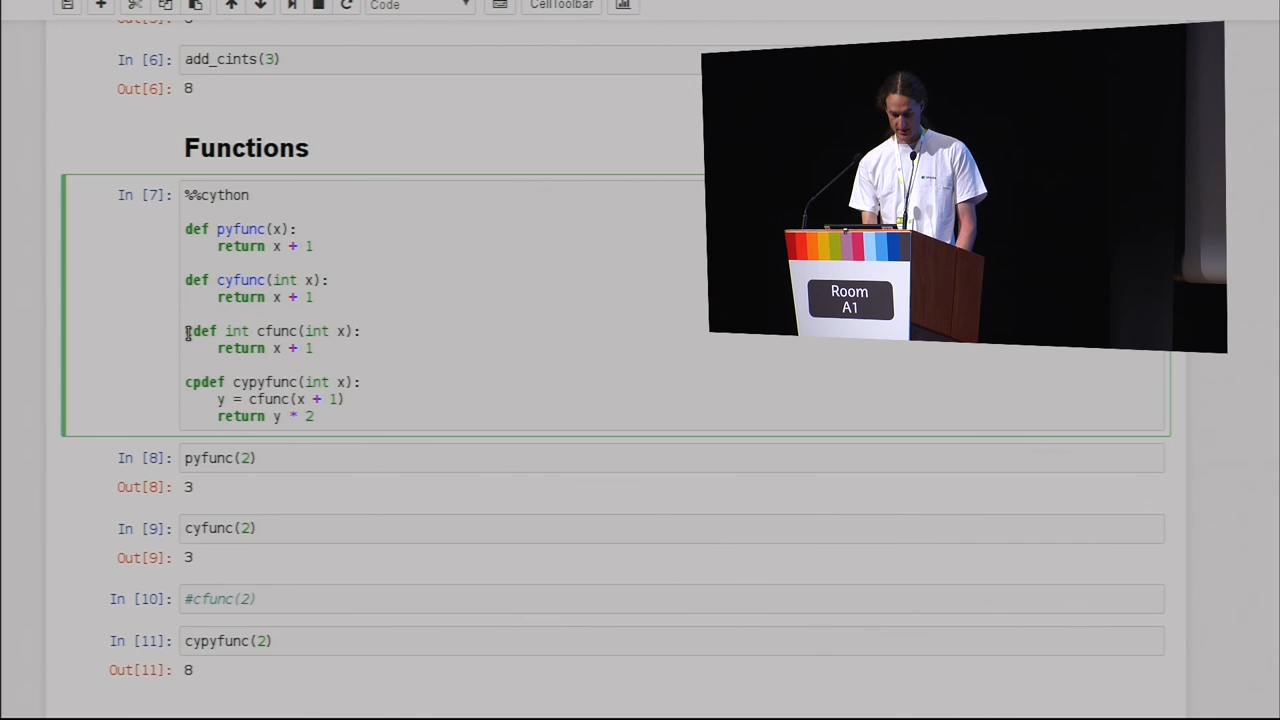 Code
CellToolbar
In [6]: add_cints(3)
Out[6]: 8
Functions
In [7]: %%cython
def pyfunc(x):
return x + 1
def cyfunc(int x):
return x + 1
cdef int cfunc(int x):
return x + 1
cpdef cypyfunc(int x):
y = cfunc(x + 1)
return y * 2
In [8]: pyfunc(2)
Out[8]: 3
In [9]: cyfunc(2)
Out[9]: 3
In [10]: #cfunc(2)
In [11]: cypyfunc(2)
Out[11]: 8
Room
A1